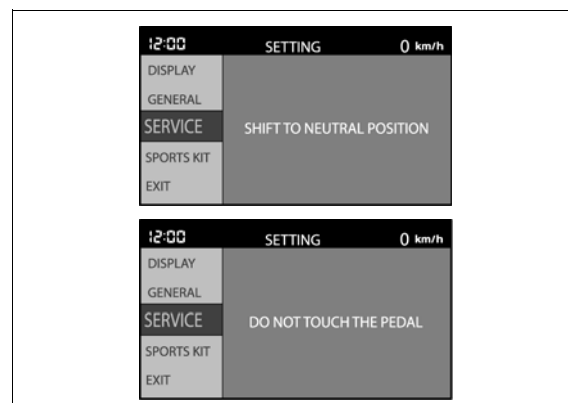 12:00 SETTING 0 km/h
DISPLAY
GENERAL
SERVICE
SPORTS KIT
EXIT
SHIFT TO NEUTRAL POSITION
12:00 SETTING 0 km/h
DISPLAY
GENERAL
SERVICE
SPORTS KIT
EXIT
DO NOT TOUCH THE PEDAL